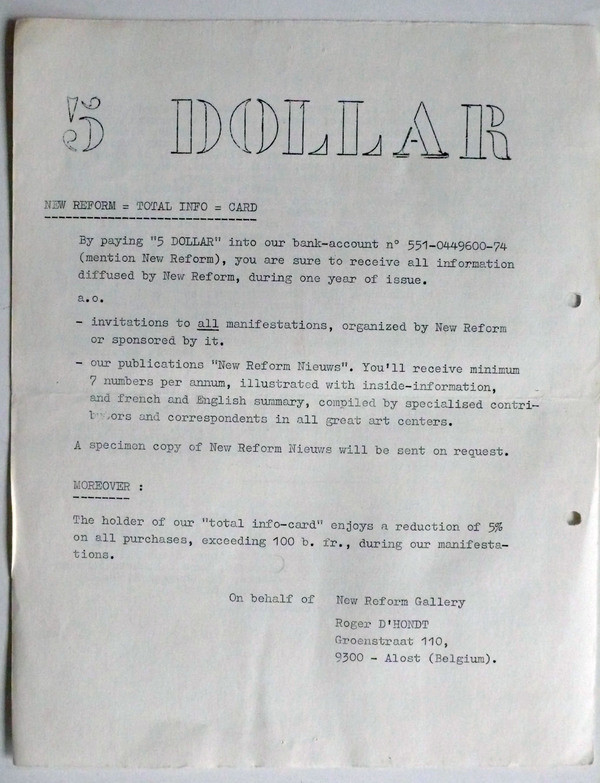 5 DOLLAR
NEW REFORM = TOTAL INFO = CARD
By paying "5 DOLLAR" into our bank-account n° 551-0449600-74
(mention New Reform), you are sure to receive all information
diffused by New Reform, during one year of issue.
a.o.
- invitations to all manifestations, organized by New Reform
or sponsored by it.
- our publications "New Reform Nieuws". You'll receive minimum
7 numbers per annum, illustrated with inside-information,
and french and English summary, compiled by specialised contri-
ors and correspondents in all great art centers.
A specimen copy of New Reform Nieuws will be sent on request.
MOREOVER :
The holder of our "total info-card" enjoys a reduction of 5%
on all purchases, exceeding 100 b. fr., during our manifesta-
tions.
On behalf of New Reform Gallery
Roger D'HONDT
Groenstraat 110,
9300 - Alost (Belgium).